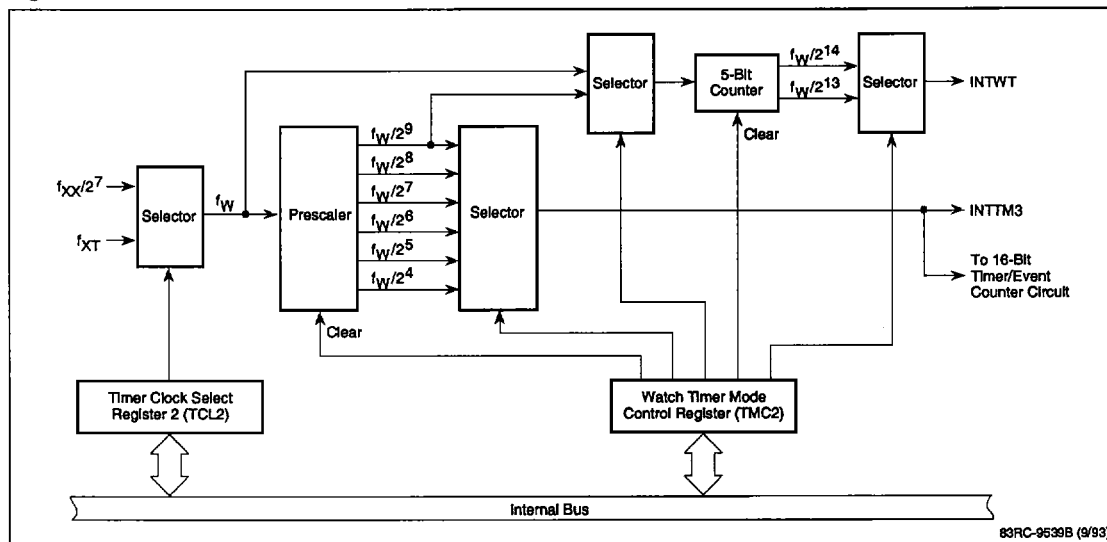 f_XX/2^7
f_XT
Selector
f_W
Prescaler
Clear
f_W/2^9
f_W/2^8
f_W/2^7
f_W/2^6
f_W/2^5
f_W/2^4
Selector
Selector
5-Bit
Counter
Clear
f_W/2^14
f_W/2^13
Selector
INTWT
INTTM3
To 16-Bit
Timer/Event
Counter Circuit
Timer Clock Select
Register 2 (TCL2)
Watch Timer Mode
Control Register (TMC2)
Internal Bus
83RC-9539B (9/93)